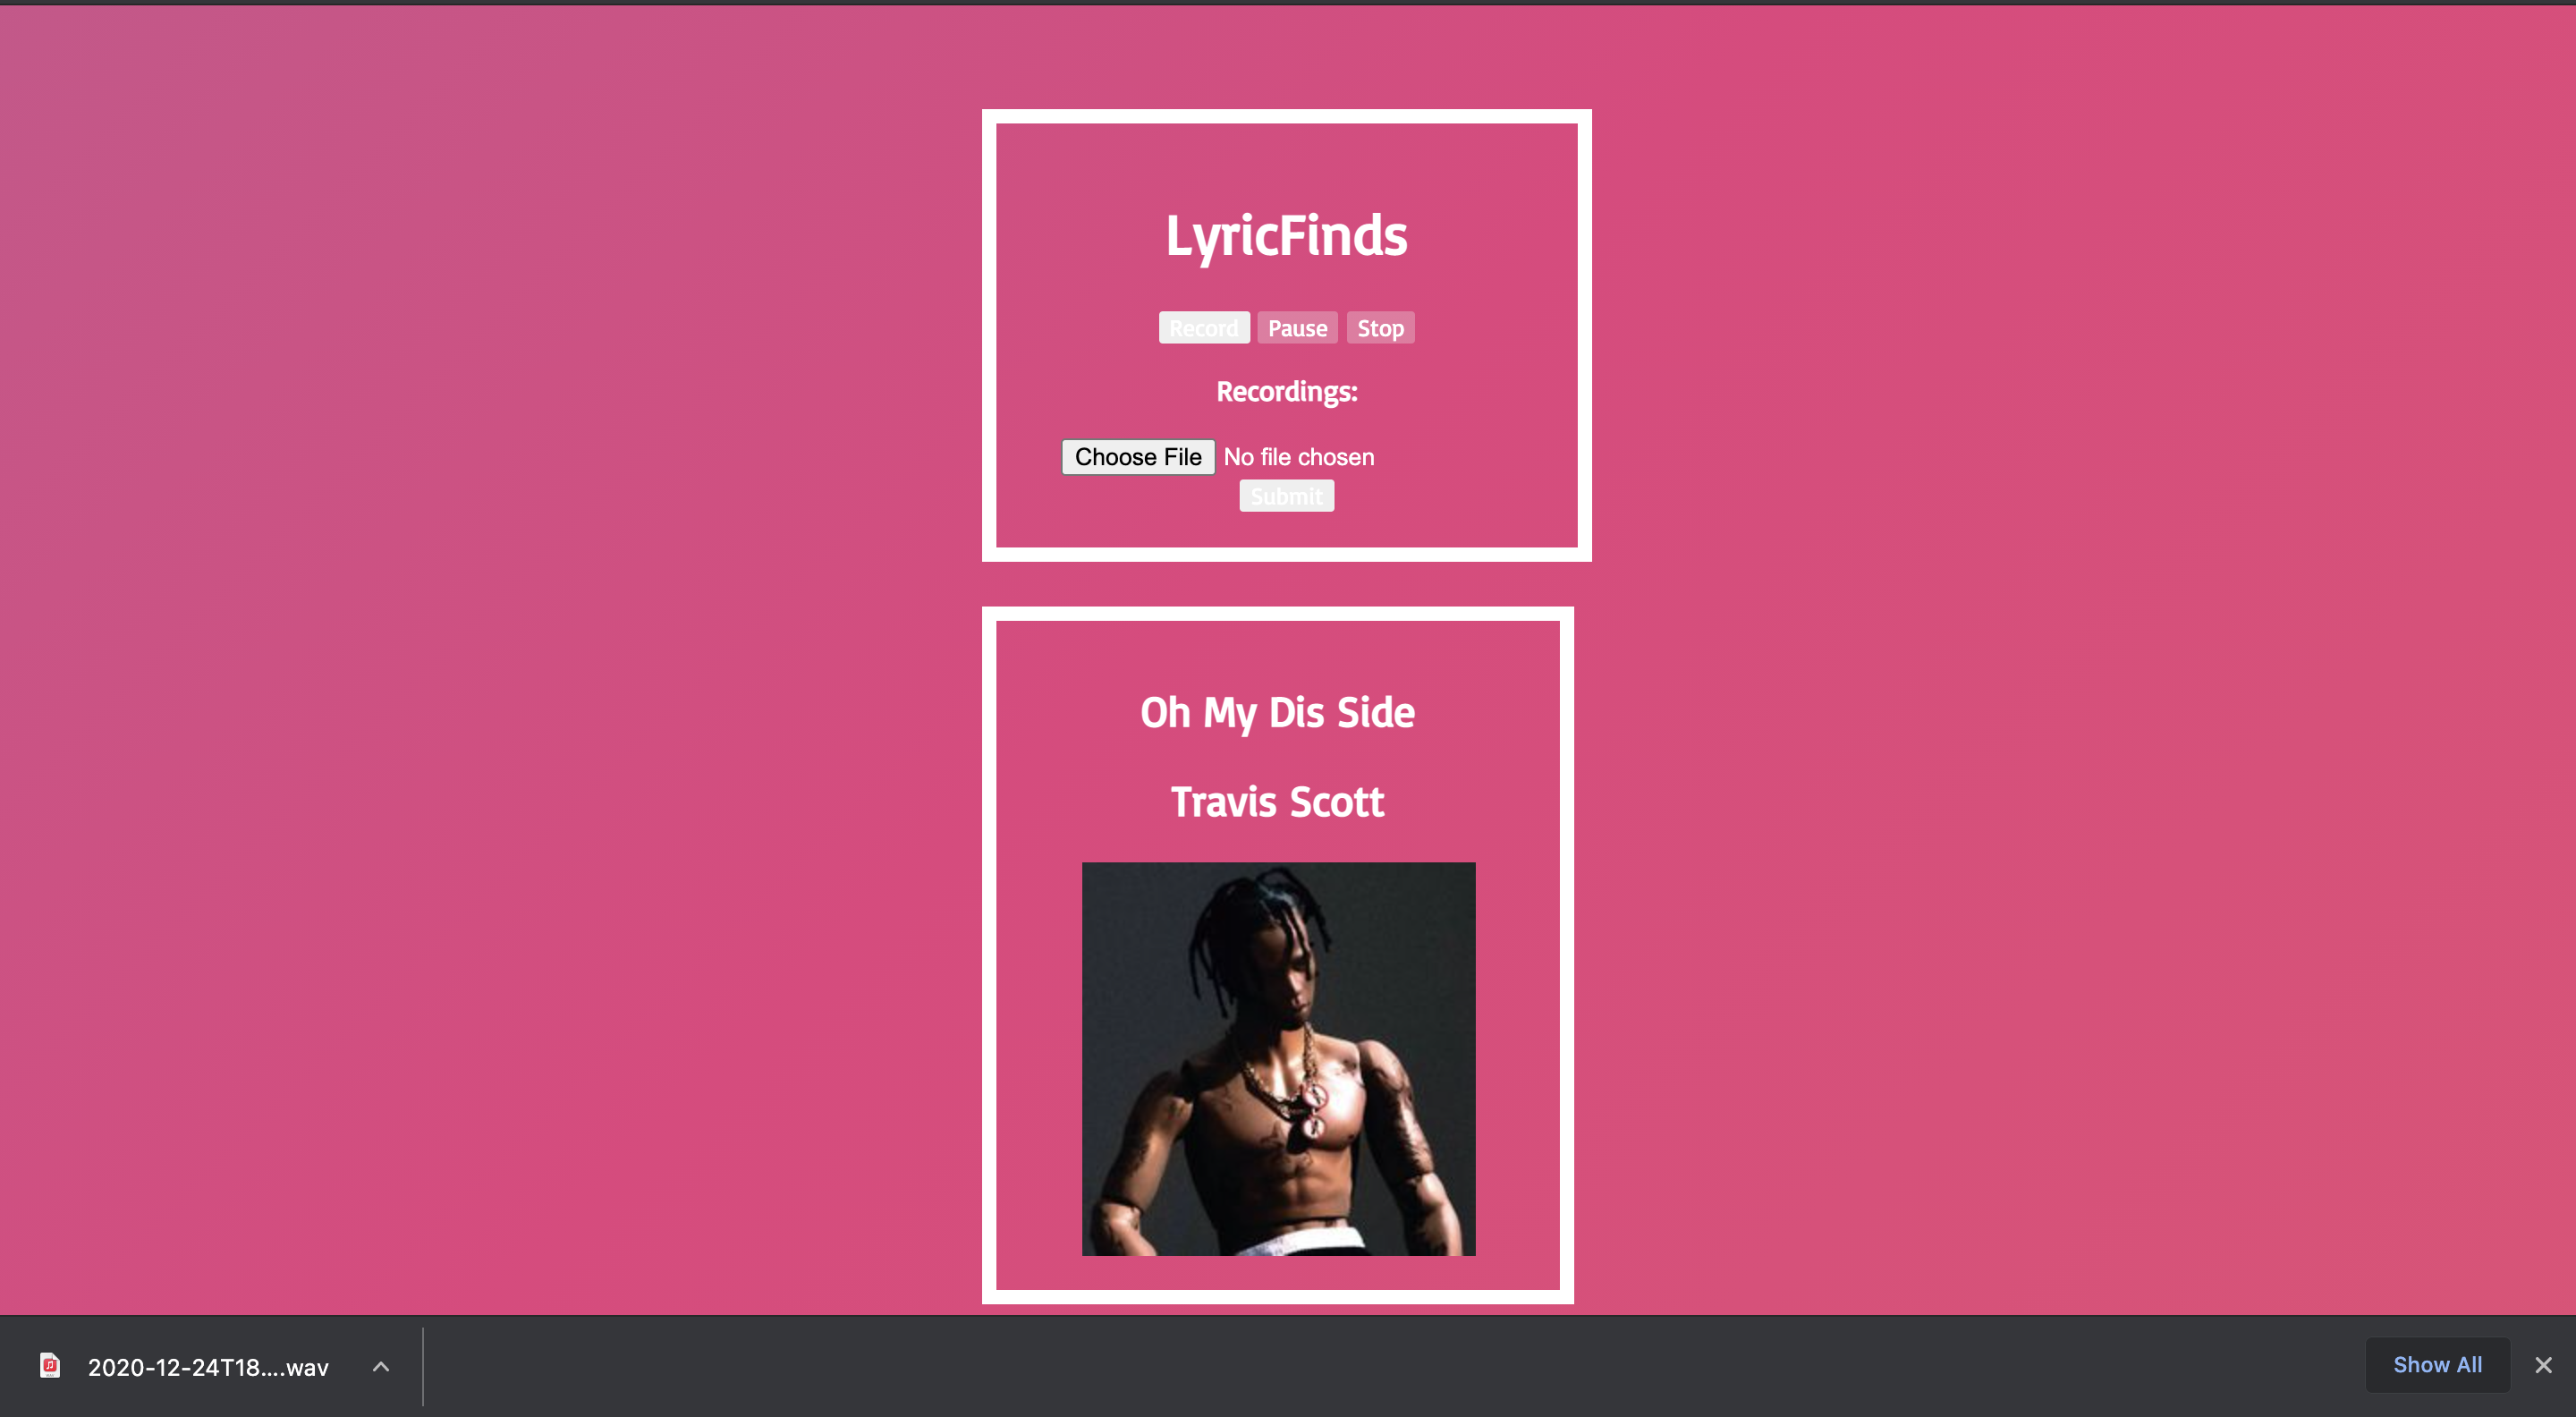 LyricFinds
Record Pause Stop
Recordings:
Choose File No file chosen
Submit
Oh My Dis Side
Travis Scott
2020-12-24T18....wav
Show All